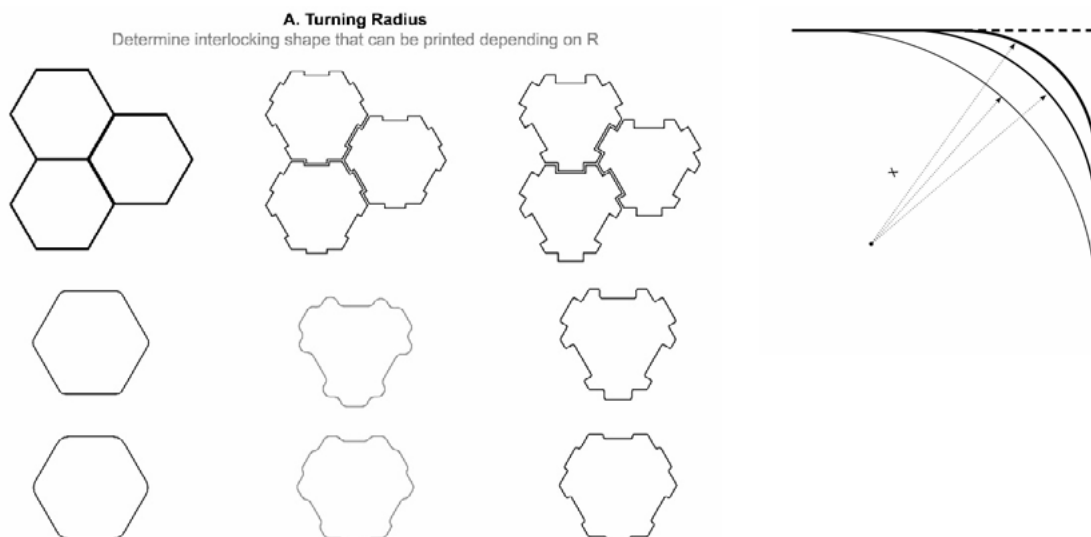 A. Turning Radius
Determine interlocking shape that can be printed depending on R